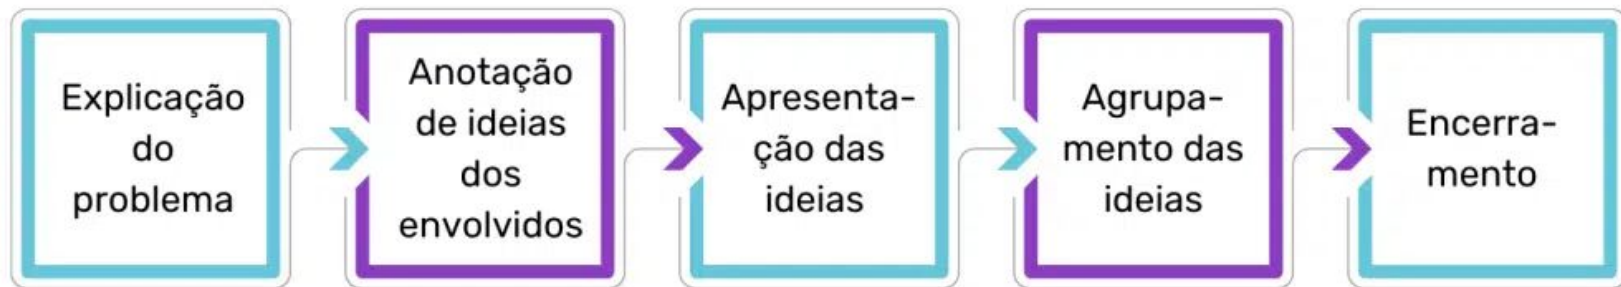 Explicação
do
problema
Anotação
de ideias
dos
envolvidos
Apresenta-
ção das
ideias
Agrupa-
mento das
ideias
Encerra-
mento